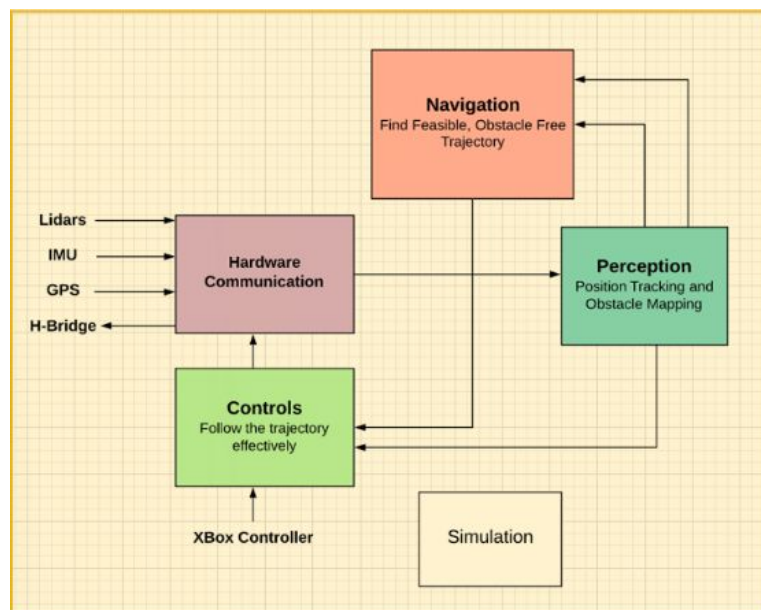 Navigation
Find Feasible, Obstacle Free
Trajectory
Lidars
IMU
GPS
H-Bridge
Hardware
Communication
Perception
Position Tracking and
Obstacle Mapping
Controls
Follow the trajectory
effectively
XBox Controller
Simulation